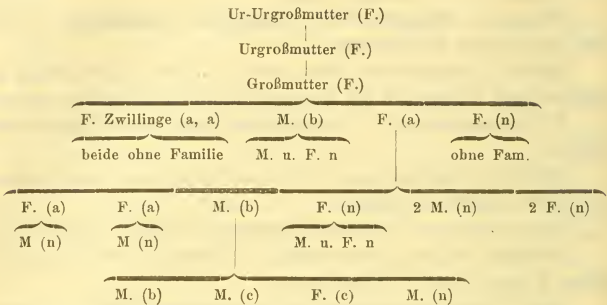 Ur-Urgroßmutter (F.)
Urgroßmutter (F.)
Großmutter (F.)
F. Zwillinge (a, a) M. (b) F. (a) F. (n)
beide ohne Familie M. u. F. n ohne Fam.
F. (a) F. (a) M. (b) F. (n) 2 M. (n) 2 F. (n)
M (n) M (n) M. u. F. n
M. (b) M. (c) F. (c) M. (n)